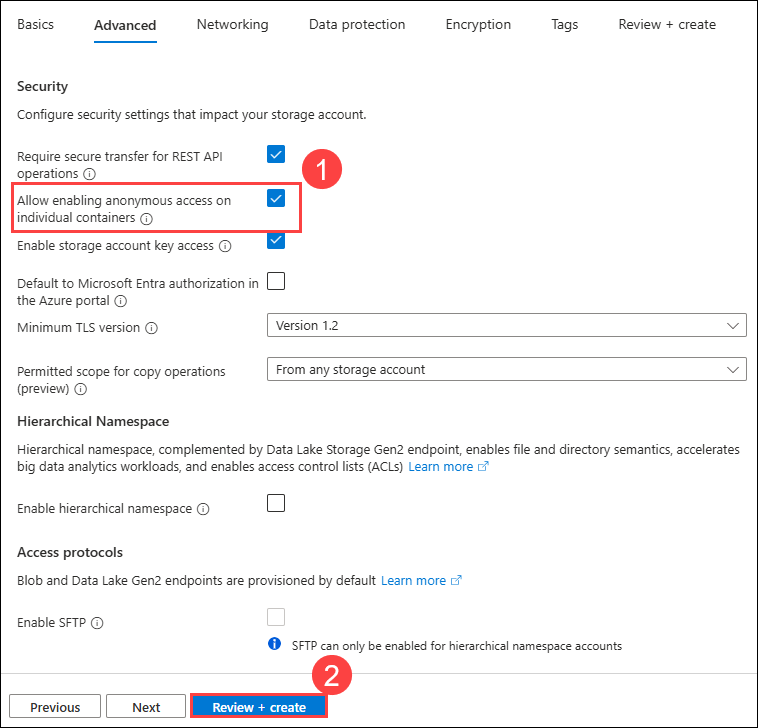 Basics Advanced Networking Data protection Encryption Tags Review + create
Security
Configure security settings that impact your storage account.
Require secure transfer for REST API
operations
1
Allow enabling anonymous access on
individual containers
Enable storage account key access
Default to Microsoft Entra authorization in
the Azure portal
Minimum TLS version
Version 1.2
Permitted scope for copy operations
(preview)
From any storage account
Hierarchical Namespace
Hierarchical namespace, complemented by Data Lake Storage Gen2 endpoint, enables file and directory semantics, accelerates
big data analytics workloads, and enables access control lists (ACLs) Learn more
Enable hierarchical namespace
Access protocols
Blob and Data Lake Gen2 endpoints are provisioned by default Learn more
Enable SFTP
SFTP can only be enabled for hierarchical namespace accounts
2
Previous Next Review + create